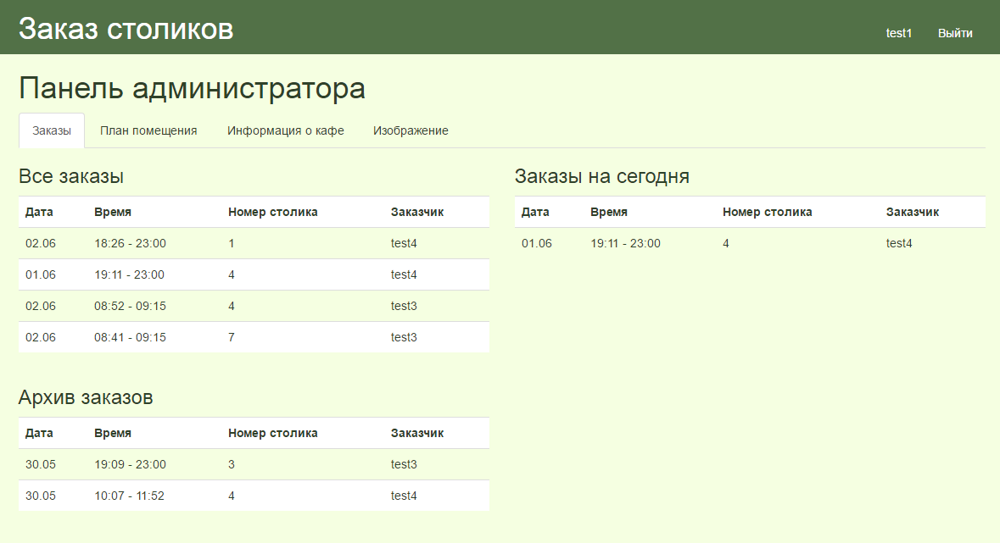 Заказ столиков
test1 Выйти
Панель администратора
Заказы План помещения Информация о кафе Изображение
Все заказы
Дата Время Номер столика Заказчик
02.06 18:26 - 23:00 1 test4
01.06 19:11 - 23:00 4 test4
02.06 08:52 - 09:15 4 test3
02.06 08:41 - 09:15 7 test3
Заказы на сегодня
Дата Время Номер столика Заказчик
01.06 19:11 - 23:00 4 test4
Архив заказов
Дата Время Номер столика Заказчик
30.05 19:09 - 23:00 3 test3
30.05 10:07 - 11:52 4 test4